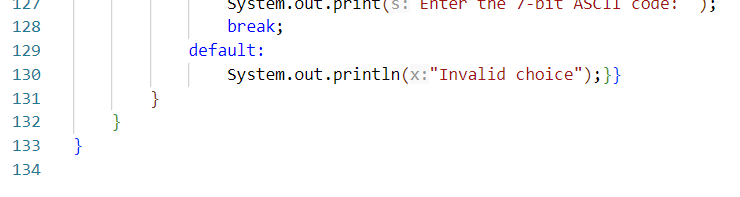 127 System.out.print(s: Enter the 7-bit ASCII code: );
128 break;
129 default:
130 System.out.println(x:"Invalid choice");}}
131 }
132 }
133 }
134